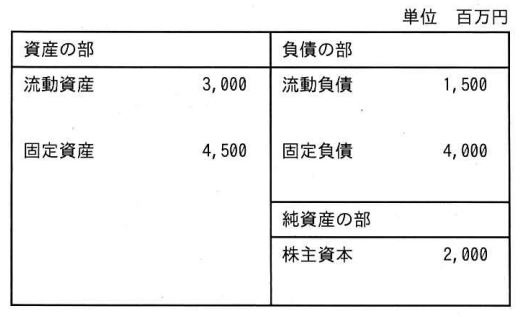 単位 百万円
資産の部 負債の部
流動資産 3,000 流動負債 1,500
固定資産 4,500 固定負債 4,000
純資産の部
株主資本 2,000